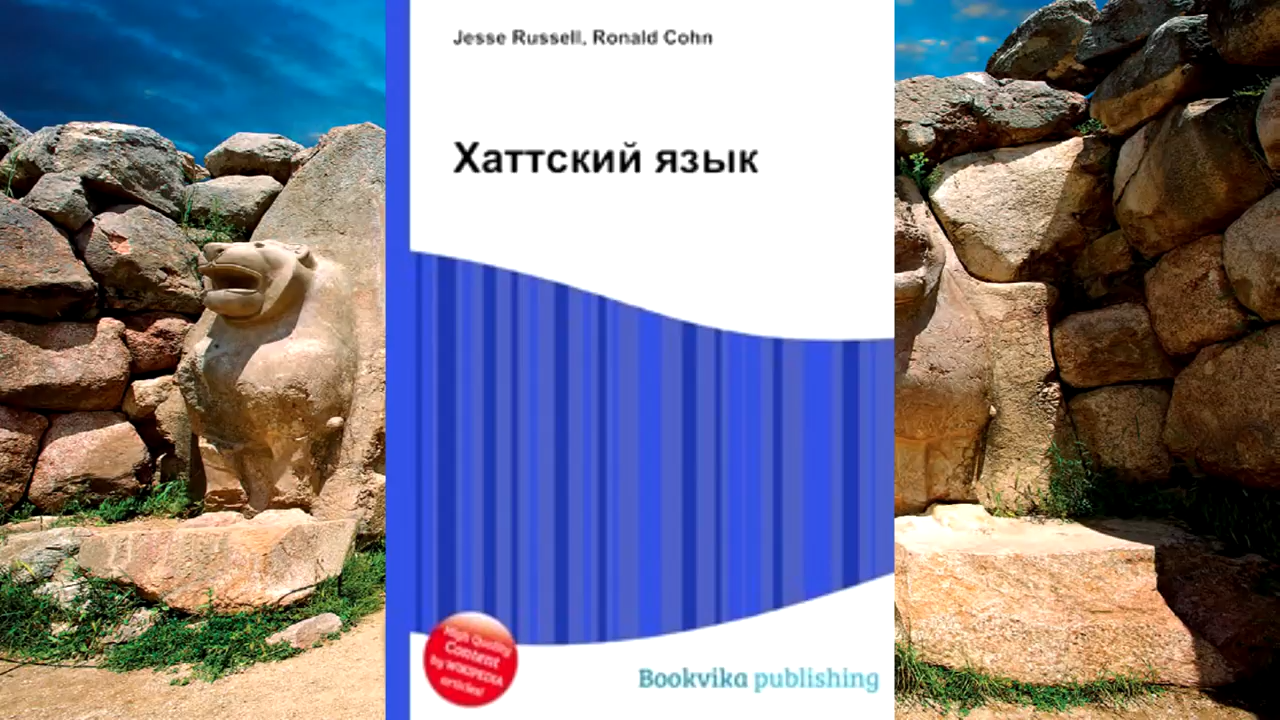 Jesse Russell, Ronald Cohn
Хаттский язык
High Quality
Content
by WIKIPEDIA
articles!
Bookvika publishing